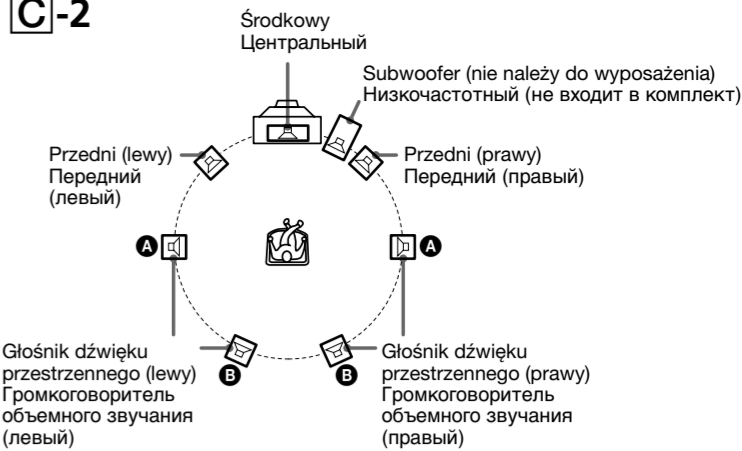 C-2
Środkowy
Центральный
Subwoofer (nie należy do wyposażenia)
Низкочастотный (не входит в комплект)
Przedni (lewy)
Передний
(левый)
Przedni (prawy)
Передний (правый)
A
A
Głośnik dźwięku
przestrzennego (lewy)
Громкоговоритель
объемного звучания
(левый)
B
B
Głośnik dźwięku
przestrzennego (prawy)
Громкоговоритель
объемного звучания
(правый)